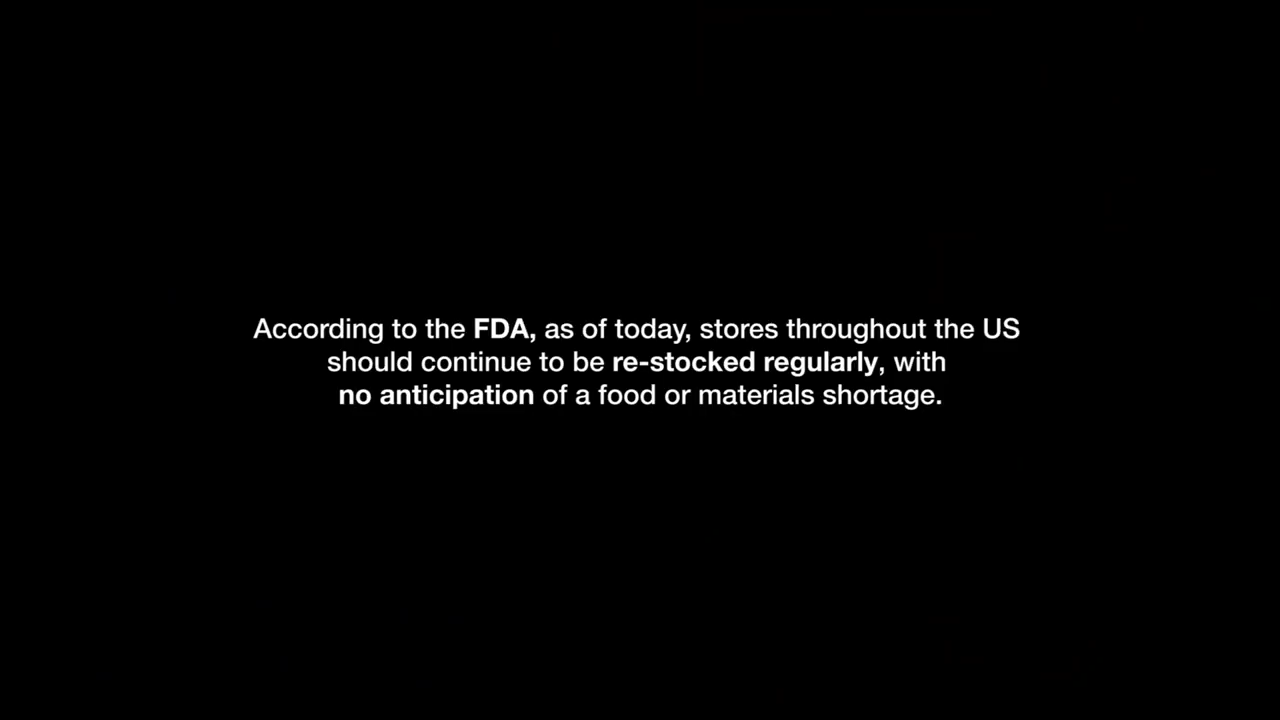 According to the FDA, as of today, stores throughout the US
should continue to be re-stocked regularly, with
no anticipation of a food or materials shortage.